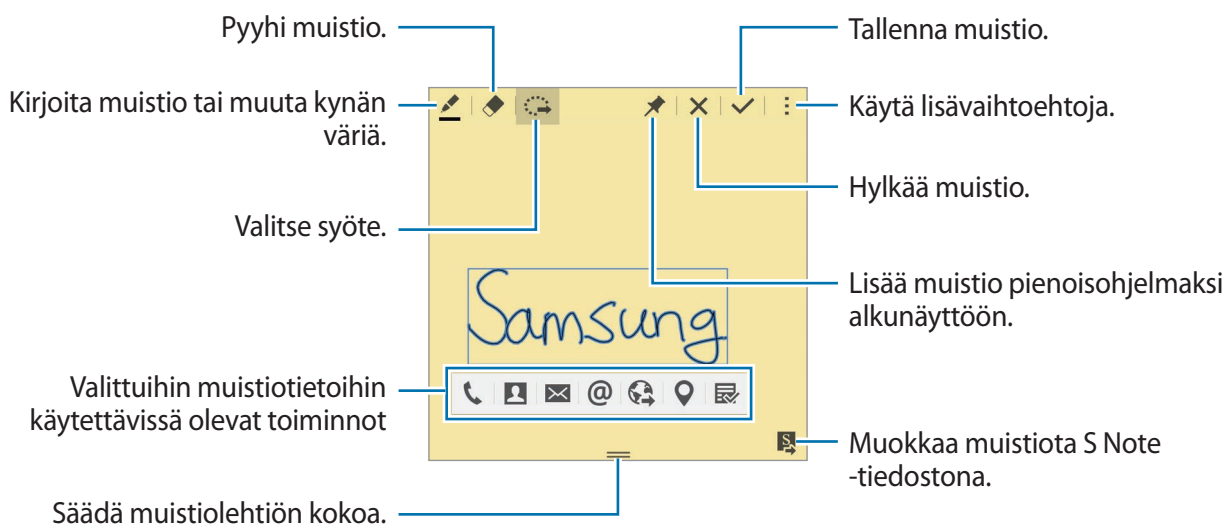 Pyyhi muistio.
Tallenna muistio.
Kirjoita muistio tai muuta kynän
väriä.
Käytä lisävaihtoehtoja.
Hylkää muistio.
Valitse syöte.
Lisää muistio pienoisohjelmaksi
alkunäyttöön.
Samsung
Valittuihin muistiotietoihin
käytettävissä olevat toiminnot
@
S
Muokkaa muistiota S Note
-tiedostona.
Säädä muistiolehtiön kokoa.